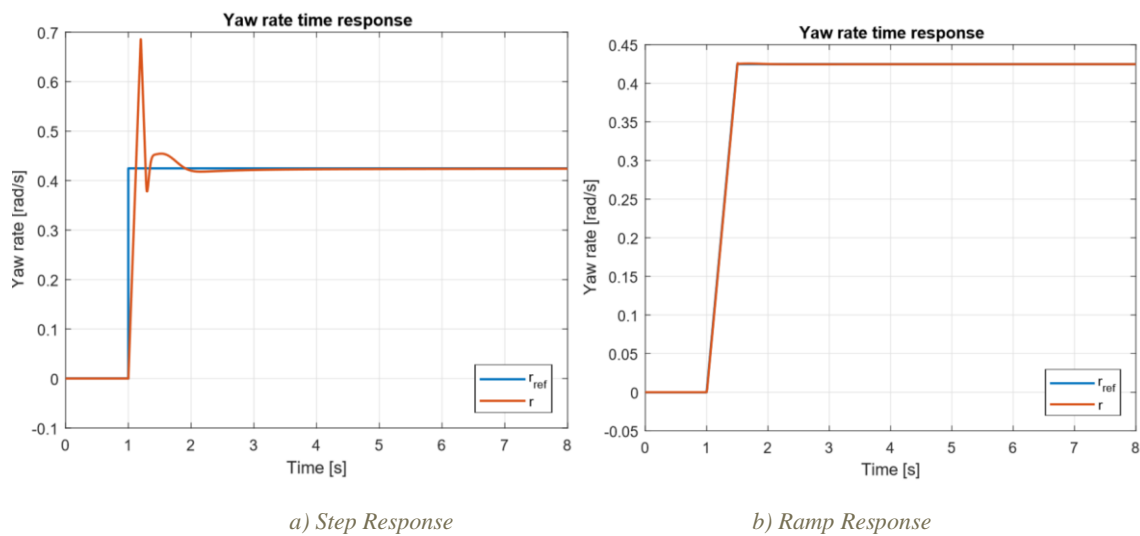 Yaw rate time response
Yaw rate [rad/s]
0.7
0.6
0.5
0.4
0.3
0.2
0.1
0
-0.1
0 1 2 3 4 5 6 7 8
Time [s]
r_ref
r
a) Step Response
Yaw rate time response
Yaw rate [rad/s]
0.45
0.4
0.35
0.3
0.25
0.2
0.15
0.1
0.05
0
-0.05
0 1 2 3 4 5 6 7 8
Time [s]
r_ref
r
b) Ramp Response